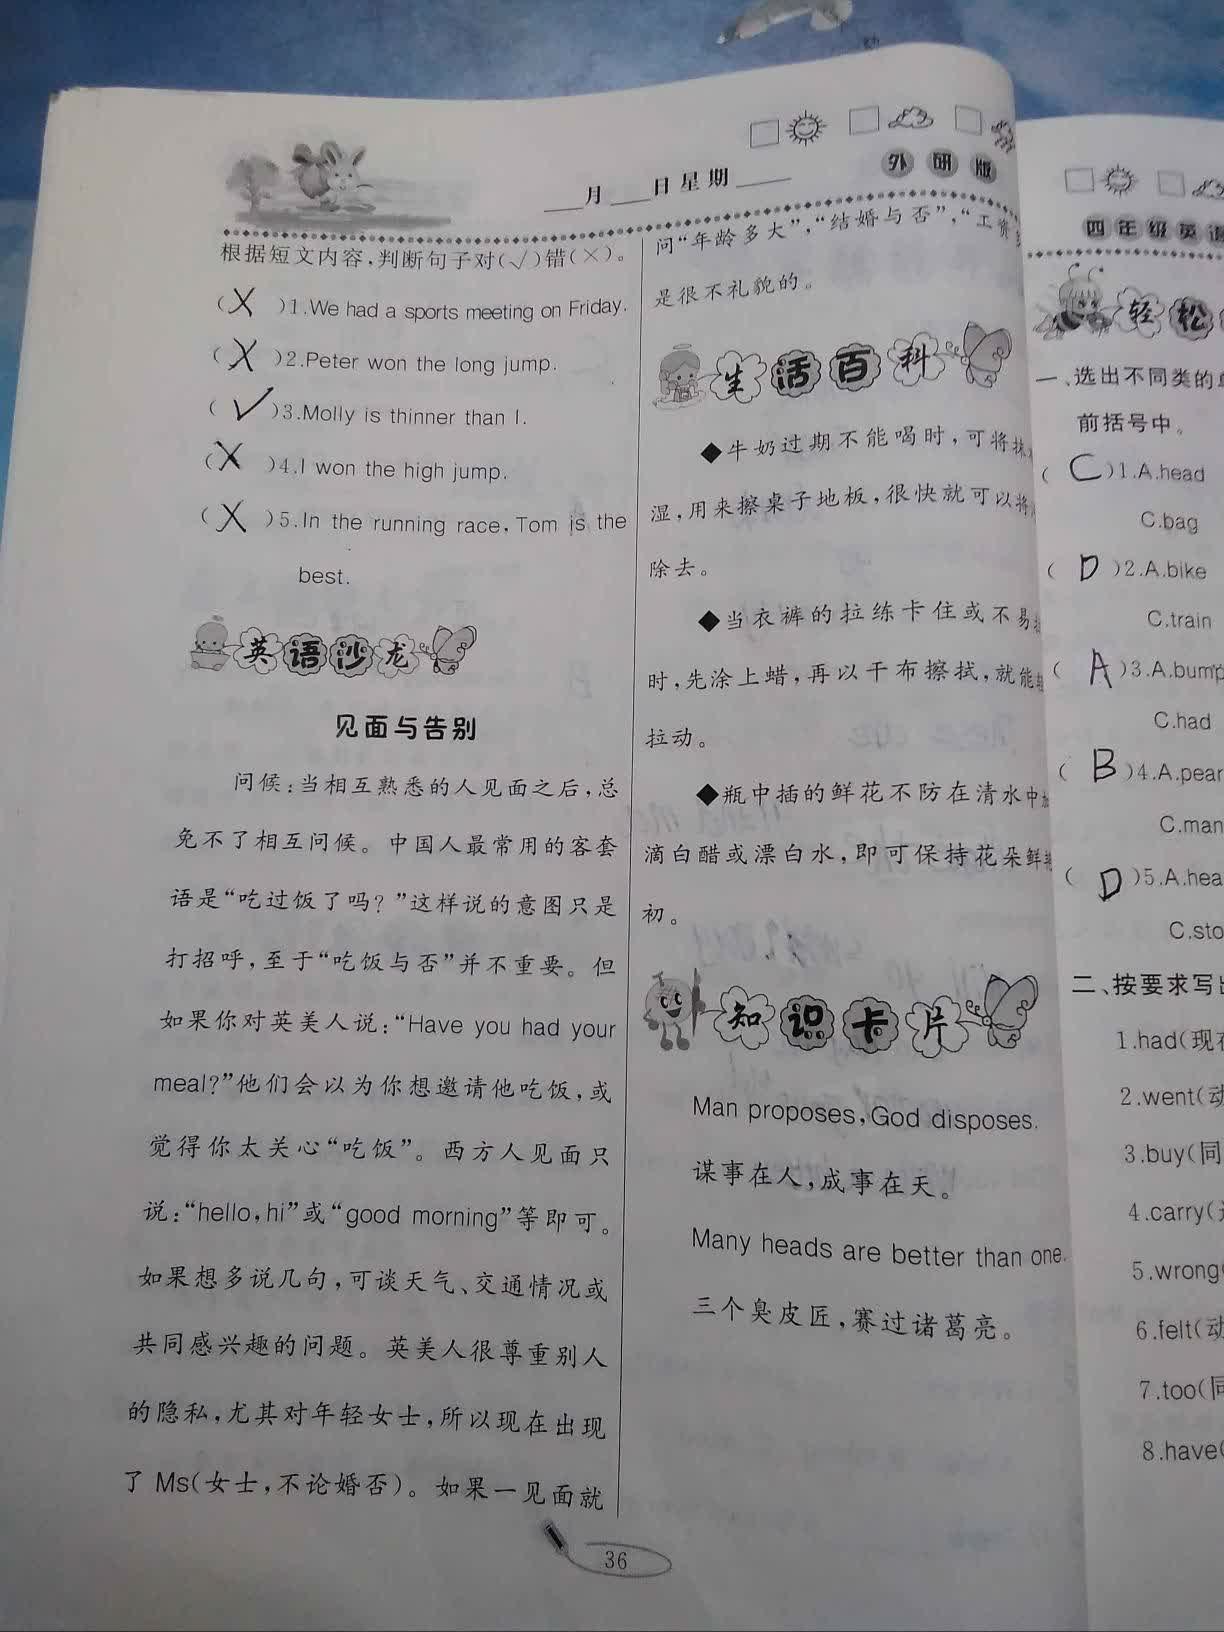 ___月___日星期____
外研版
根据短文内容,判断句子对(√)错(×)。
(X)1.We had a sports meeting on Friday.
(X)2.Peter won the long jump.
(✓)3.Molly is thinner than I.
(X)4.I won the high jump.
(X)5.In the running race, Tom is the
best.
英语沙龙
见面与告别
问候:当相互熟悉的人见面之后,总
免不了相互问候。中国人最常用的客套
语是“吃过饭了吗?”这样说的意图只是
打招呼,至于“吃饭与否”并不重要。但
如果你对英美人说:“Have you had your
meal?”他们会以为你想邀请他吃饭,或
觉得你太关心“吃饭”。西方人见面只
说:“hello,hi”或“good morning”等即可。
如果想多说几句,可谈天气、交通情况或
共同感兴趣的问题。英美人很尊重别人
的隐私,尤其对年轻女士,所以现在出现
了 Ms(女士,不论婚否)。如果一见面就
问“年龄多大”,“结婚与否”,“工资
是很不礼貌的。
生活百科
◆牛奶过期不能喝时,可将抹
湿,用来擦桌子地板,很快就可以将
除去。
◆当衣裤的拉练卡住或不易
时,先涂上蜡,再以干布擦拭,就能
拉动。
◆瓶中插的鲜花不防在清水中
滴白醋或漂白水,即可保持花朵鲜
初。
知识卡片
Man proposes,God disposes.
谋事在人,成事在天。
Many heads are better than one.
三个臭皮匠,赛过诸葛亮。
36
四年级英语
轻松
一、选出不同类的
前括号中。
( C )1.A.head
C.bag
( D )2.A.bike
C.train
( A )3.A.bump
C.had
( B )4.A.pear
C.man
( D )5.A.hea
C.sto
二、按要求写出
1.had(现在
2.went(动
3.buy(同
4.carry(
5.wrong(
6.felt(动
7.too(同
8.have(